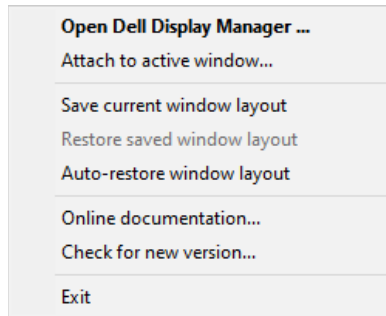 Open Dell Display Manager ...
Attach to active window...
Save current window layout
Restore saved window layout
Auto-restore window layout
Online documentation...
Check for new version...
Exit